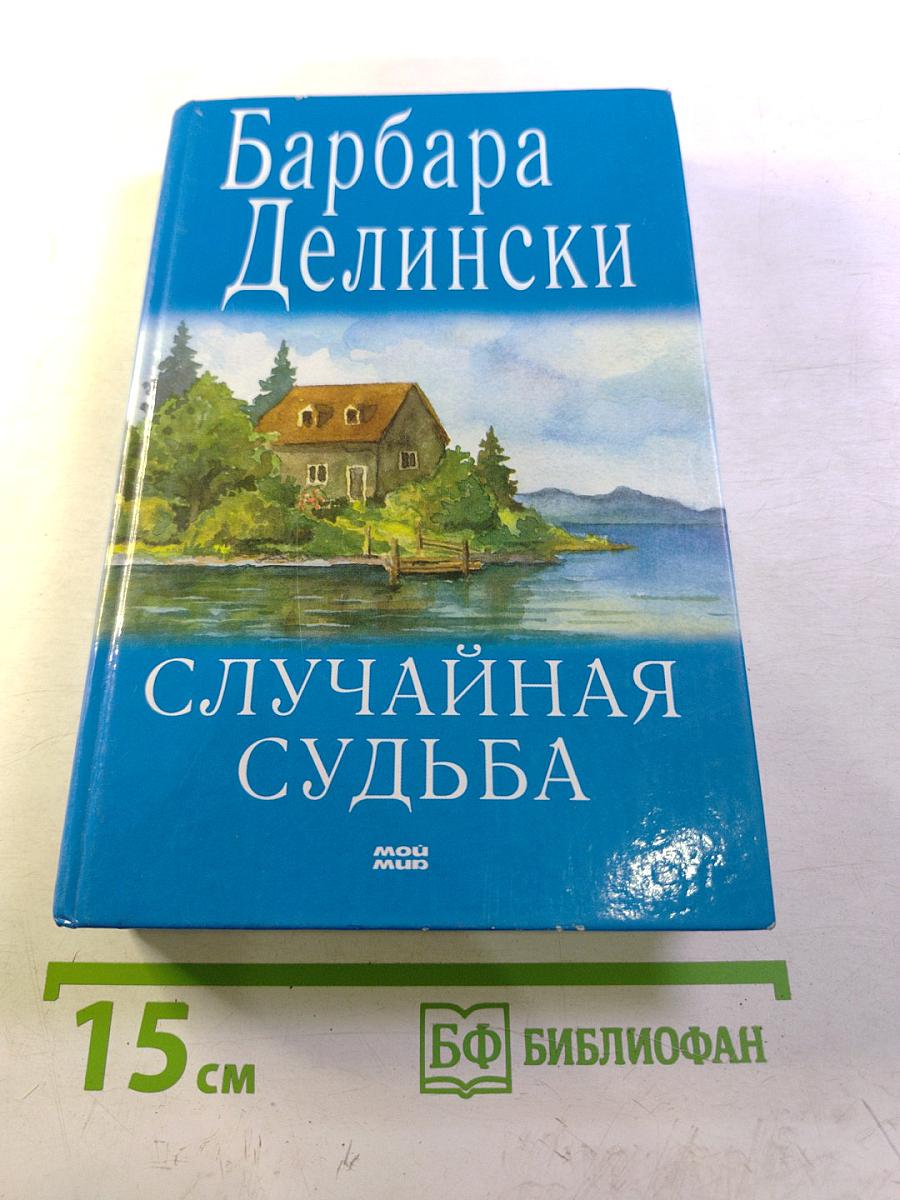 Барбара
Делински
СЛУЧАЙНАЯ
СУДЬБА
мой
мир
15 см
БФ БИБЛИОФАН